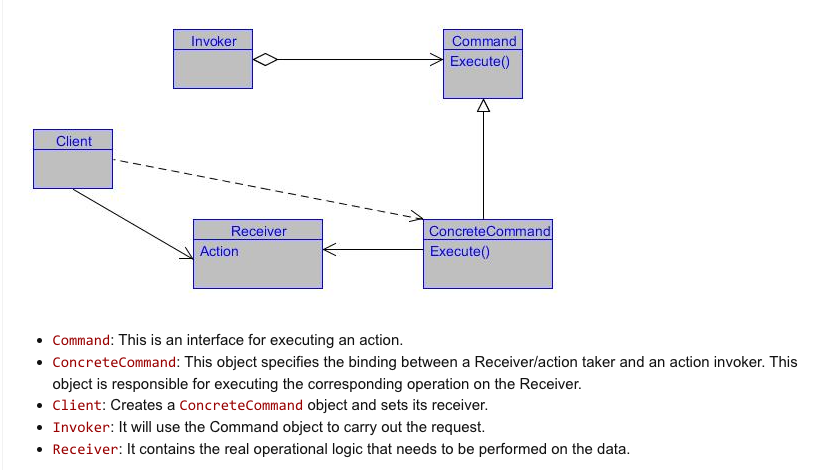 Invoker
Command
Execute()
Client
Receiver
Action
ConcreteCommand
Execute()
Command: This is an interface for executing an action.
ConcreteCommand: This object specifies the binding between a Receiver/action taker and an action invoker. This
object is responsible for executing the corresponding operation on the Receiver.
Client: Creates a ConcreteCommand object and sets its receiver.
Invoker: It will use the Command object to carry out the request.
Receiver: It contains the real operational logic that needs to be performed on the data.